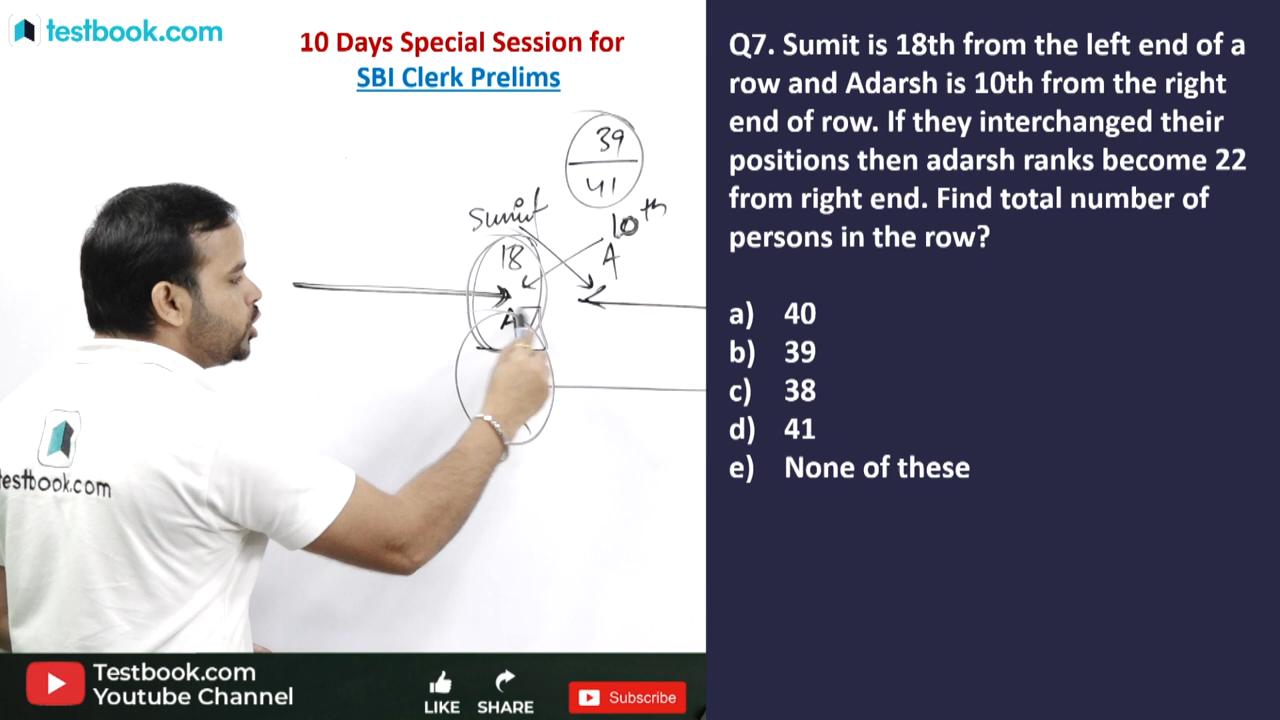 testbook.com
10 Days Special Session for
SBI Clerk Prelims
39
41
Sumit
10th
18
A
A
testbook.com
Q7. Sumit is 18th from the left end of a
row and Adarsh is 10th from the right
end of row. If they interchanged their
positions then adarsh ranks become 22
from right end. Find total number of
persons in the row?
a) 40
b) 39
c) 38
d) 41
e) None of these
Testbook.com
Youtube Channel
LIKE
SHARE
Subscribe